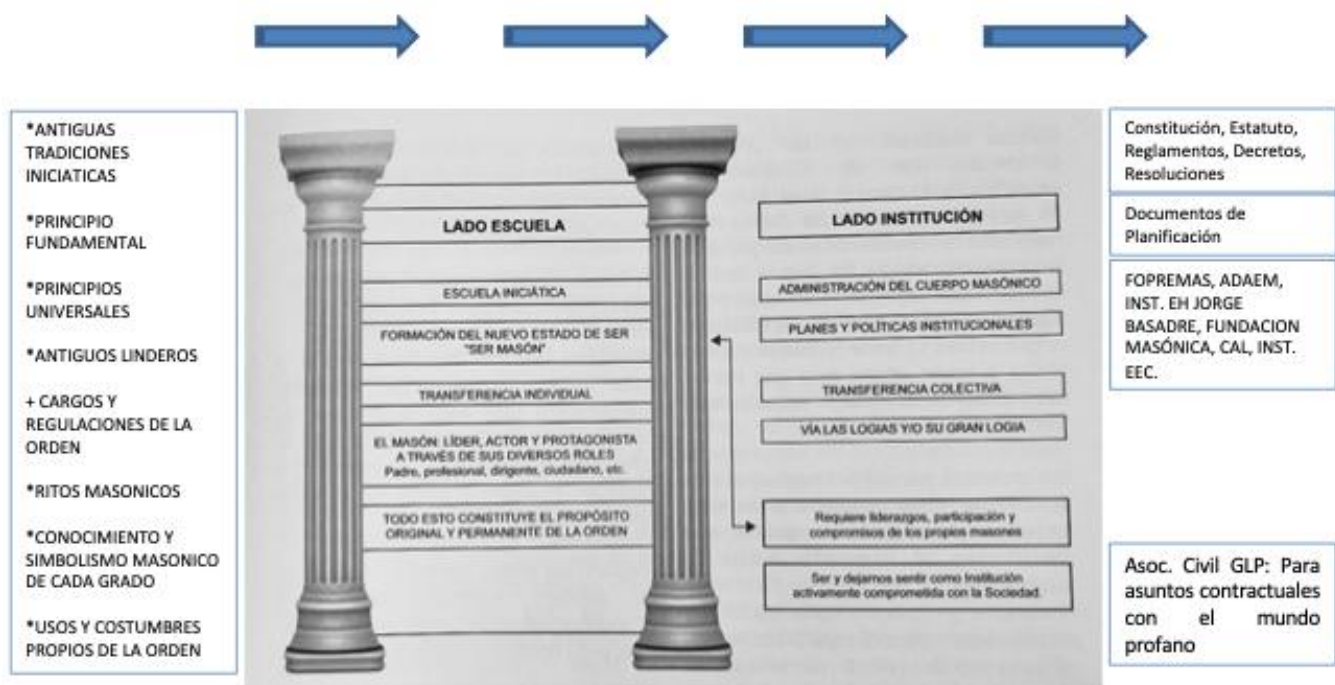 *ANTIGUAS
TRADICIONES
INICIATICAS
*PRINCIPIO
FUNDAMENTAL
*PRINCIPIOS
UNIVERSALES
*ANTIGUOS LINDEROS
+ CARGOS Y
REGULACIONES DE LA
ORDEN
*RITOS MASONICOS
*CONOCIMIENTO Y
SIMBOLISMO MASONICO
DE CADA GRADO
*USOS Y COSTUMBRES
PROPIOS DE LA ORDEN
LADO ESCUELA
ESCUELA INICIÁTICA
FORMACIÓN DEL NUEVO ESTADO DE SER
"SER MASÓN"
TRANSFERENCIA INDIVIDUAL
EL MASÓN: LÍDER, ACTOR Y PROTAGONISTA
A TRAVÉS DE SUS DIVERSOS ROLES
Padre, profesional, dirigente, ciudadano, etc.
TODO ESTO CONSTITUYE EL PROPÓSITO
ORIGINAL Y PERMANENTE DE LA ORDEN
LADO INSTITUCIÓN
ADMINISTRACIÓN DEL CUERPO MASÓNICO
PLANES Y POLÍTICAS INSTITUCIONALES
TRANSFERENCIA COLECTIVA
VÍA LAS LOGIAS Y/O SU GRAN LOGIA
Requiere liderazgos, participación y
compromisos de los propios masones
Ser y dejarnos sentir como Institución
activamente comprometida con la Sociedad.
Constitución, Estatuto,
Reglamentos, Decretos,
Resoluciones
Documentos de
Planificación
FOPREMAS, ADAEM,
INST. EH JORGE
BASADRE, FUNDACION
MASÓNICA, CAL, INST.
EEC.
Asoc. Civil GLP: Para
asuntos contractuales
con el mundo
profano